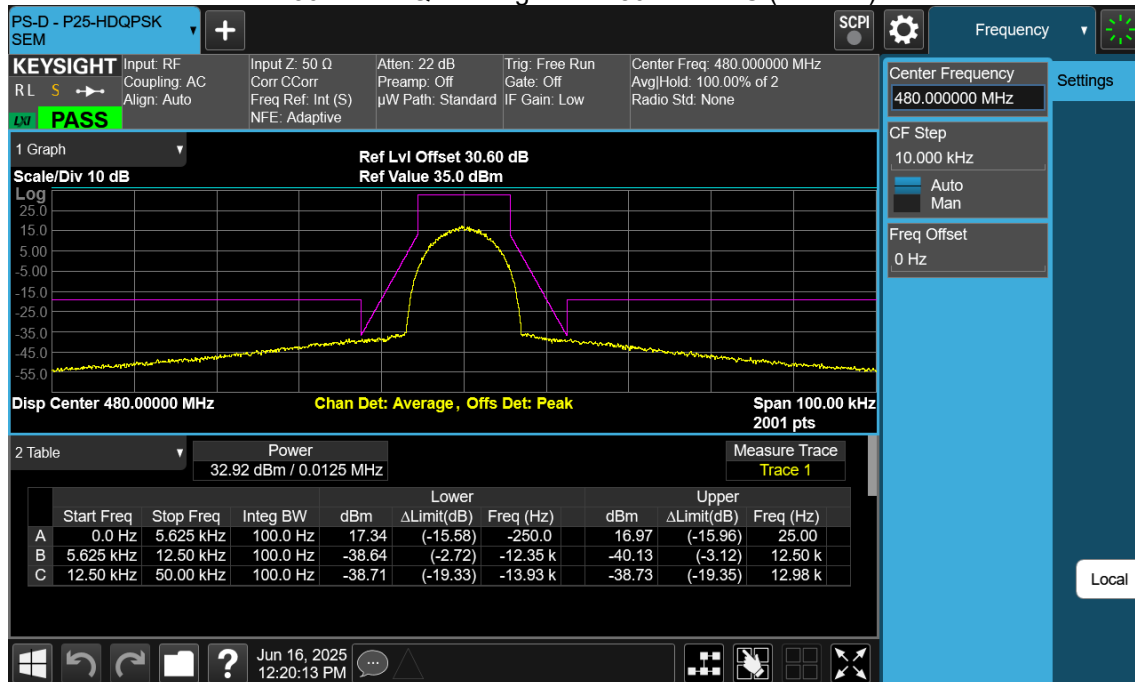 PS-D - P25-HDQPSK
SEM
SCPI
Frequency
KEYSIGHT
R L S
LXI PASS
Input: RF
Coupling: AC
Align: Auto
Input Z: 50 Ω
Corr CCorr
Freq Ref: Int (S)
NFE: Adaptive
Atten: 22 dB
Preamp: Off
µW Path: Standard
Trig: Free Run
Gate: Off
IF Gain: Low
Center Freq: 480.000000 MHz
Avg|Hold: 100.00% of 2
Radio Std: None
Center Frequency
480.000000 MHz
Settings
CF Step
10.000 kHz
Auto
Man
Freq Offset
0 Hz
Local
1 Graph
Scale/Div 10 dB
Ref Lvl Offset 30.60 dB
Ref Value 35.0 dBm
Log
25.0
15.0
5.00
-5.00
-15.0
-25.0
-35.0
-45.0
-55.0
Disp Center 480.00000 MHz
Chan Det: Average , Offs Det: Peak
Span 100.00 kHz
2001 pts
2 Table
Power
32.92 dBm / 0.0125 MHz
Measure Trace
Trace 1
Lower Upper
Start Freq Stop Freq Integ BW dBm ∆Limit(dB) Freq (Hz) dBm ∆Limit(dB) Freq (Hz)
A 0.0 Hz 5.625 kHz 100.0 Hz 17.34 (-15.58) -250.0 16.97 (-15.96) 25.00
B 5.625 kHz 12.50 kHz 100.0 Hz -38.64 (-2.72) -12.35 k -40.13 (-3.12) 12.50 k
C 12.50 kHz 50.00 kHz 100.0 Hz -38.71 (-19.33) -13.93 k -38.73 (-19.35) 12.98 k
Jun 16, 2025
12:20:13 PM